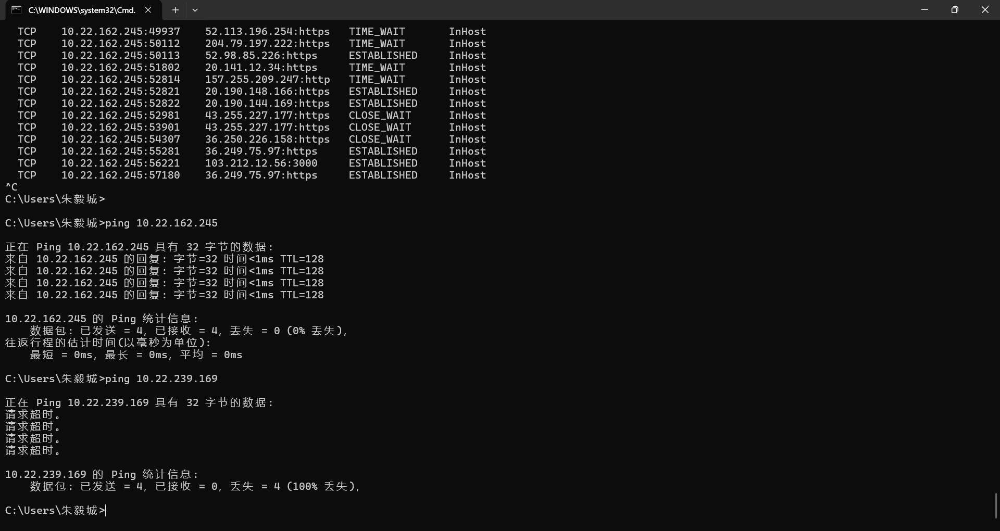 C:\WINDOWS\system32\Cmd.
TCP    10.22.162.245:49937    52.113.196.254:https   TIME_WAIT       InHost
TCP    10.22.162.245:50112    204.79.197.222:https   TIME_WAIT       InHost
TCP    10.22.162.245:50113    52.98.85.226:https     ESTABLISHED     InHost
TCP    10.22.162.245:51802    20.141.12.34:https     TIME_WAIT       InHost
TCP    10.22.162.245:52814    157.255.209.247:http   TIME_WAIT       InHost
TCP    10.22.162.245:52821    20.190.148.166:https   ESTABLISHED     InHost
TCP    10.22.162.245:52822    20.190.144.169:https   ESTABLISHED     InHost
TCP    10.22.162.245:52981    43.255.227.177:https   CLOSE_WAIT      InHost
TCP    10.22.162.245:53901    43.255.227.177:https   CLOSE_WAIT      InHost
TCP    10.22.162.245:54307    36.250.226.158:https   CLOSE_WAIT      InHost
TCP    10.22.162.245:55281    36.249.75.97:https     ESTABLISHED     InHost
TCP    10.22.162.245:56221    103.212.12.56:3000     ESTABLISHED     InHost
TCP    10.22.162.245:57180    36.249.75.97:https     ESTABLISHED     InHost
^C
C:\Users\朱毅城>
C:\Users\朱毅城>ping 10.22.162.245
正在 Ping 10.22.162.245 具有 32 字节的数据:
来自 10.22.162.245 的回复: 字节=32 时间<1ms TTL=128
来自 10.22.162.245 的回复: 字节=32 时间<1ms TTL=128
来自 10.22.162.245 的回复: 字节=32 时间<1ms TTL=128
来自 10.22.162.245 的回复: 字节=32 时间<1ms TTL=128
10.22.162.245 的 Ping 统计信息:
数据包: 已发送 = 4, 已接收 = 4, 丢失 = 0 (0% 丢失),
往返行程的估计时间(以毫秒为单位):
最短 = 0ms, 最长 = 0ms, 平均 = 0ms
C:\Users\朱毅城>ping 10.22.239.169
正在 Ping 10.22.239.169 具有 32 字节的数据:
请求超时。
请求超时。
请求超时。
请求超时。
10.22.239.169 的 Ping 统计信息:
数据包: 已发送 = 4, 已接收 = 0, 丢失 = 4 (100% 丢失),
C:\Users\朱毅城>